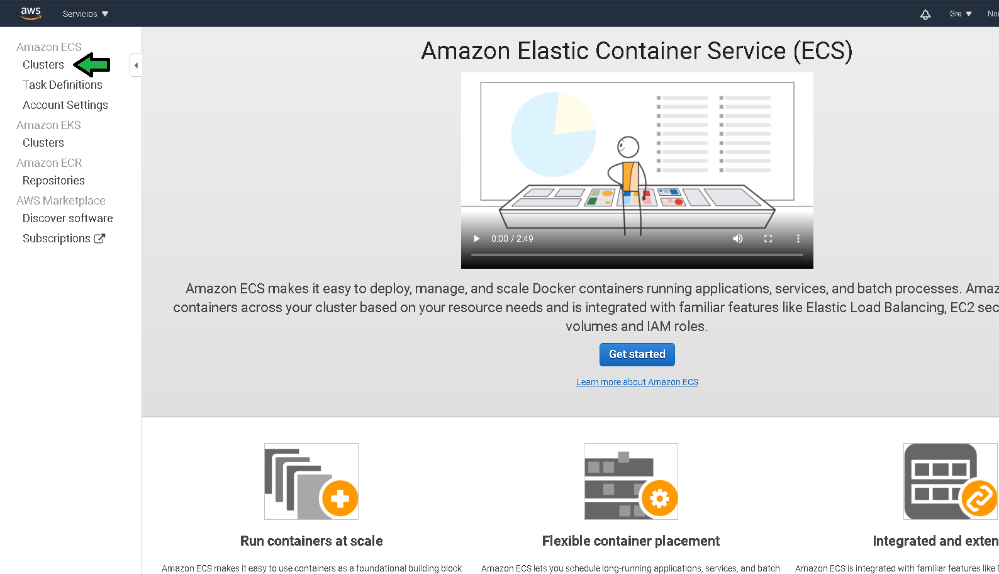 aws
Servicios
Gre
Amazon ECS
Clusters
Task Definitions
Account Settings
Amazon EKS
Clusters
Amazon ECR
Repositories
AWS Marketplace
Discover software
Subscriptions
Amazon Elastic Container Service (ECS)
0:00 / 2:49
Amazon ECS makes it easy to deploy, manage, and scale Docker containers running applications, services, and batch processes. Amaz
containers across your cluster based on your resource needs and is integrated with familiar features like Elastic Load Balancing, EC2 sec
volumes and IAM roles.
Get started
Learn more about Amazon ECS
Run containers at scale
Amazon ECS makes it easy to use containers as a foundational building block
Flexible container placement
Amazon ECS lets you schedule long-running applications, services, and batch
Integrated and exten
Amazon ECS is integrated with familiar features like